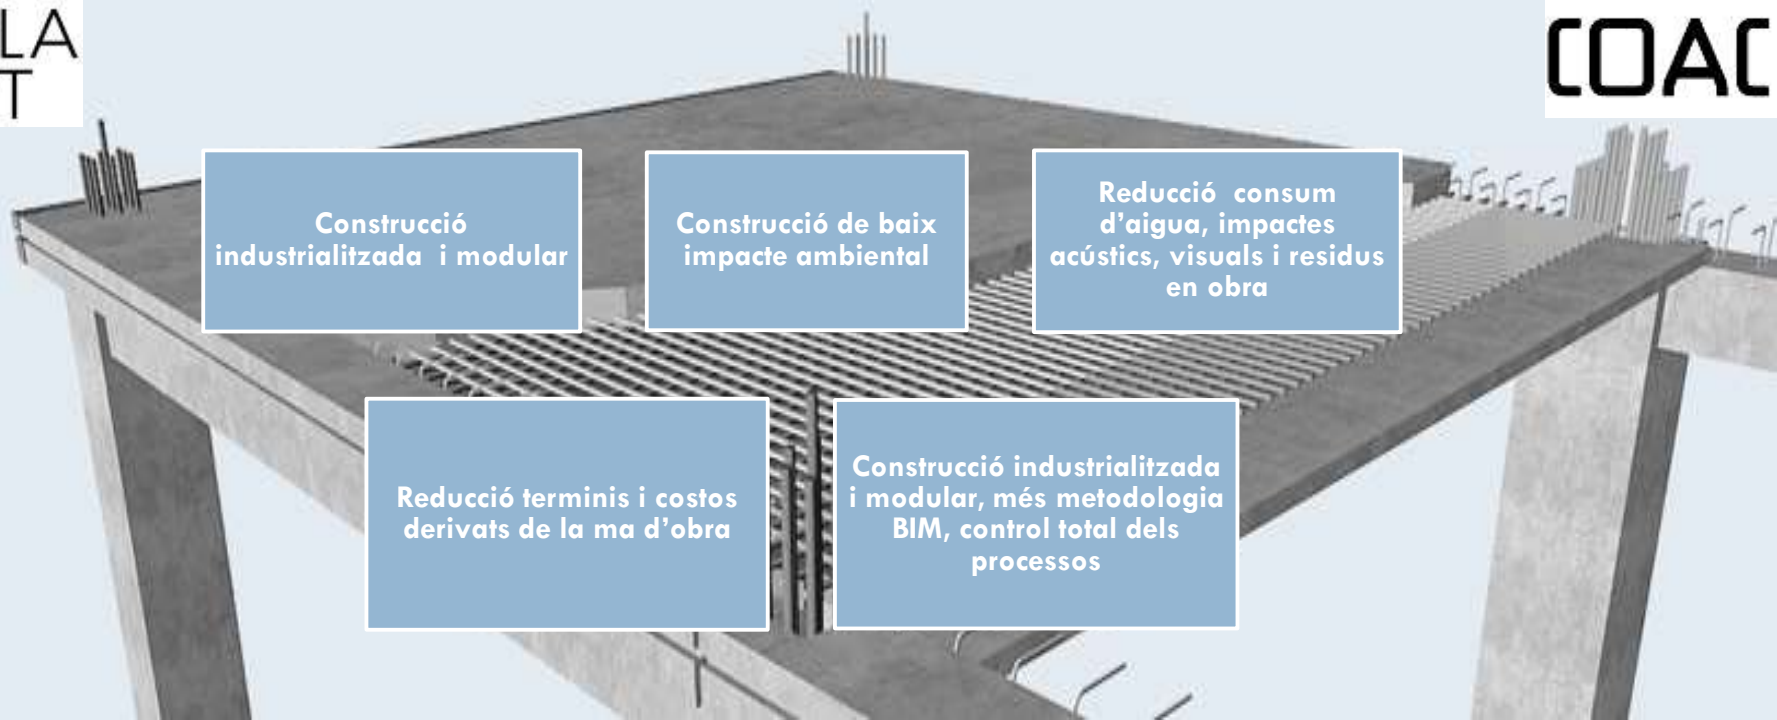 LA
T
COAC
Construcció
industrialitzada i modular
Construcció de baix
impacte ambiental
Reducció consum
d'aigua, impactes
acústics, visuals i residus
en obra
Reducció terminis i costos
derivats de la ma d'obra
Construcció industrialitzada
i modular, més metodologia
BIM, control total dels
processos